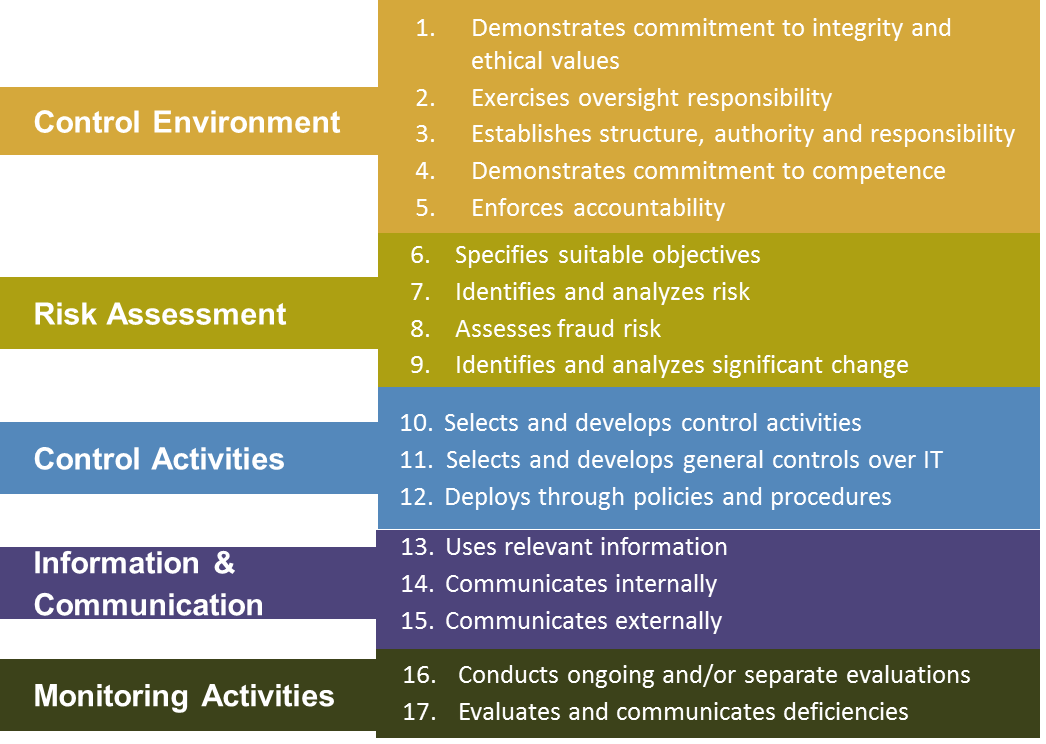 Control Environment
1. Demonstrates commitment to integrity and
ethical values
2. Exercises oversight responsibility
3. Establishes structure, authority and responsibility
4. Demonstrates commitment to competence
5. Enforces accountability
Risk Assessment
6. Specifies suitable objectives
7. Identifies and analyzes risk
8. Assesses fraud risk
9. Identifies and analyzes significant change
Control Activities
10. Selects and develops control activities
11. Selects and develops general controls over IT
12. Deploys through policies and procedures
Information &
Communication
13. Uses relevant information
14. Communicates internally
15. Communicates externally
Monitoring Activities
16. Conducts ongoing and/or separate evaluations
17. Evaluates and communicates deficiencies